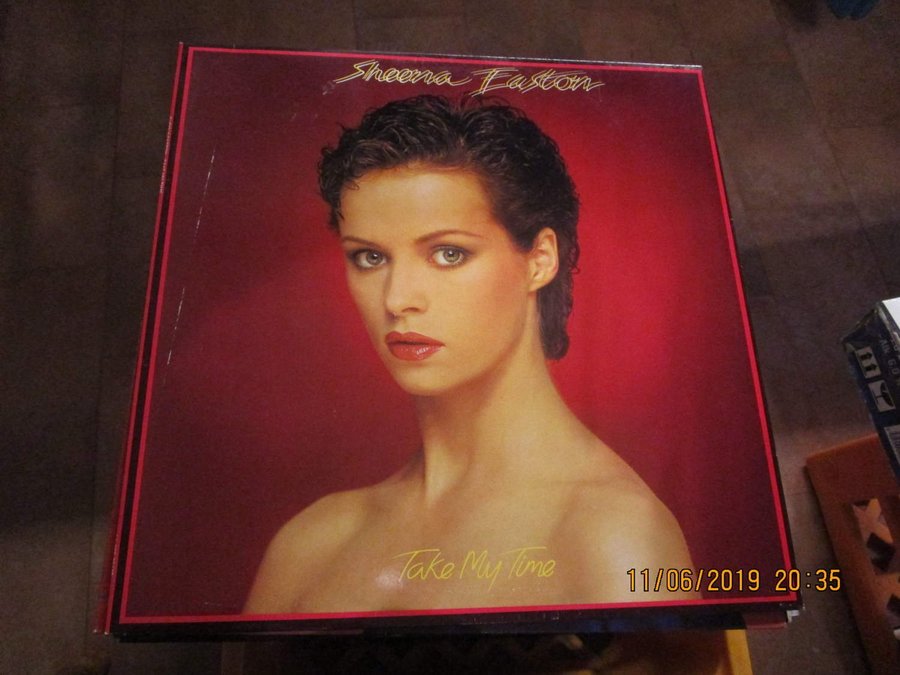 Sheena Easton
Take My Time
11/06/2019 20:35